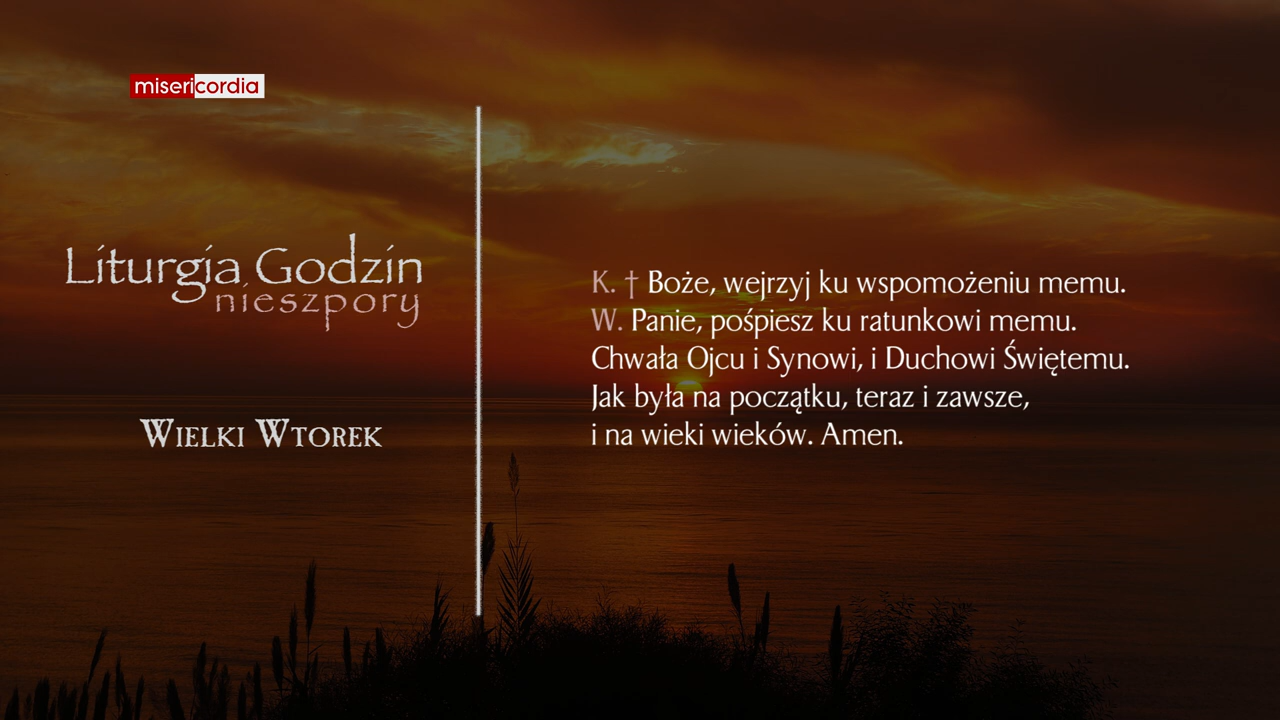 misericordia
Liturgia Godzin
nieszpory
Wielki Wtorek
K. † Boże, wejrzyj ku wspomożeniu memu.
W. Panie, pośpiesz ku ratunkowi memu.
Chwała Ojcu i Synowi, i Duchowi Świętemu.
Jak była na początku, teraz i zawsze,
i na wieki wieków. Amen.